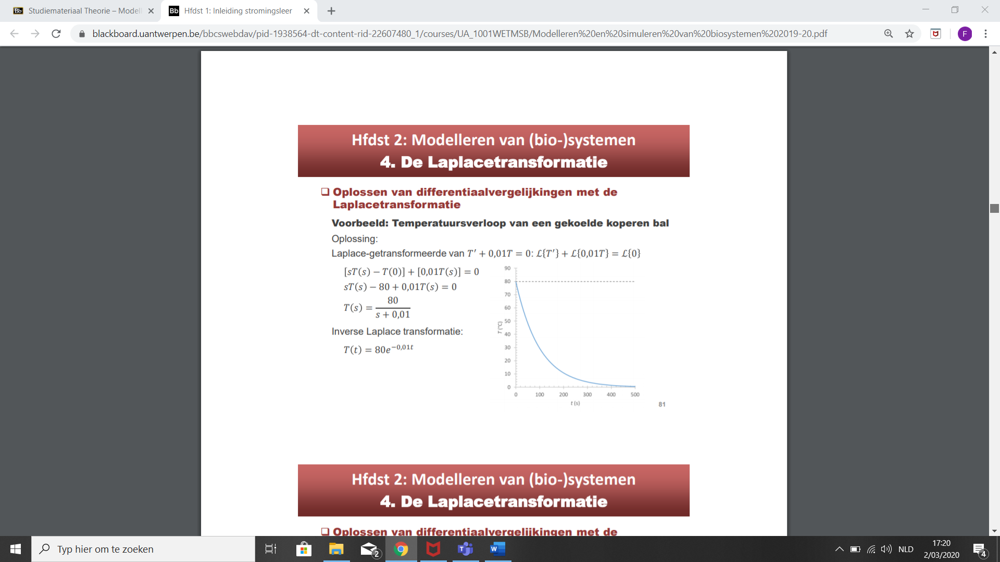 Studiemateriaal Theorie – Modell
Hfdst 1: Inleiding stromingsleer
blackboard.uantwerpen.be/bbcswebdav/pid-1938564-dt-content-rid-22607480_1/courses/UA_1001WETMSB/Modelleren%20en%20simuleren%20van%20biosystemen%202019-20.pdf
F
Hfdst 2: Modelleren van (bio-)systemen
4. De Laplacetransformatie
❑ Oplossen van differentiaalvergelijkingen met de
Laplacetransformatie
Voorbeeld: Temperatuursverloop van een gekoelde koperen bal
Oplossing:
Laplace-getransformeerde van T′ + 0,01T = 0: ℒ{T′} + ℒ{0,01T} = ℒ{0}
[sT(s) − T(0)] + [0,01T(s)] = 0
sT(s) − 80 + 0,01T(s) = 0
T(s) = 80 / (s + 0,01)
Inverse Laplace transformatie:
T(t) = 80e^−0,01t
90
80
70
60
50
40
30
20
10
0
T (°C)
0 100 200 300 400 500
t (s)
81
Hfdst 2: Modelleren van (bio-)systemen
4. De Laplacetransformatie
❑ Oplossen van differentiaalvergelijkingen met de
Typ hier om te zoeken
2
NLD
17:20
2/03/2020
4